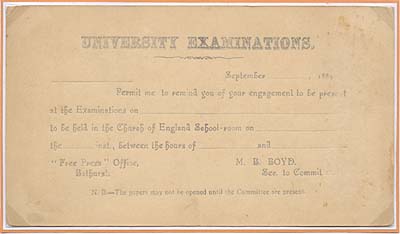 UNIVERSITY EXAMINATIONS.
September 188
Permit me to remind you of your engagement to be present
at the Examinations on
to be held in the Church of England School-room on
the inst., between the hours of and
"Free Press" Office, M. B. BOYD,
Bathurst. Sec. to Commit
N.B.—The papers may not be opened until the Committee are present.